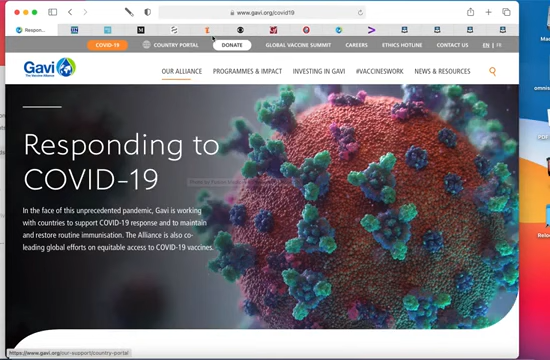 www.gavi.org/covid19
Respon...
COVID-19 COUNTRY PORTAL DONATE GLOBAL VACCINE SUMMIT CAREERS ETHICS HOTLINE CONTACT US EN | FR
Gavi
The Vaccine Alliance
OUR ALLIANCE PROGRAMMES & IMPACT INVESTING IN GAVI #VACCINESWORK NEWS & RESOURCES
Responding to
COVID-19
In the face of this unprecedented pandemic, Gavi is working
with countries to support COVID-19 response and to maintain
and restore routine immunisation. The Alliance is also co-
leading global efforts on equitable access to COVID-19 vaccines.
https://www.gavi.org/our-support/country-portal